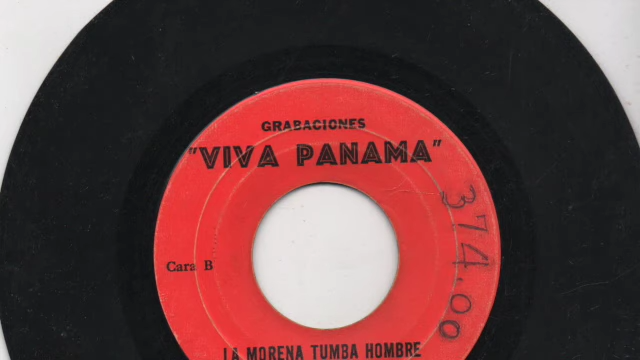 GRABACIONES
"VIVA PANAMA"
374.00
Cara B
LA MORENA TUMBA HOMBRE